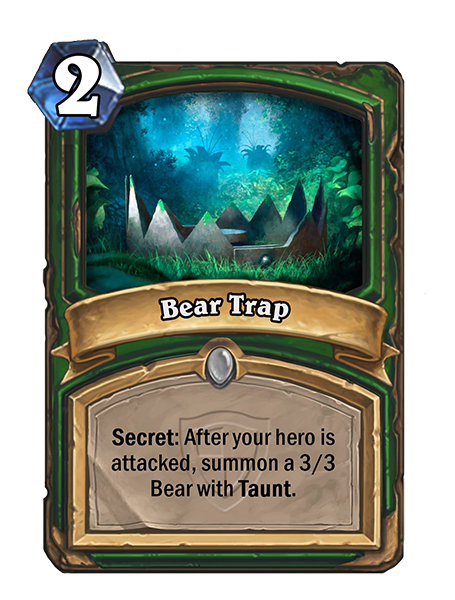 2
Bear Trap
Secret: After your hero is
attacked, summon a 3/3
Bear with Taunt.